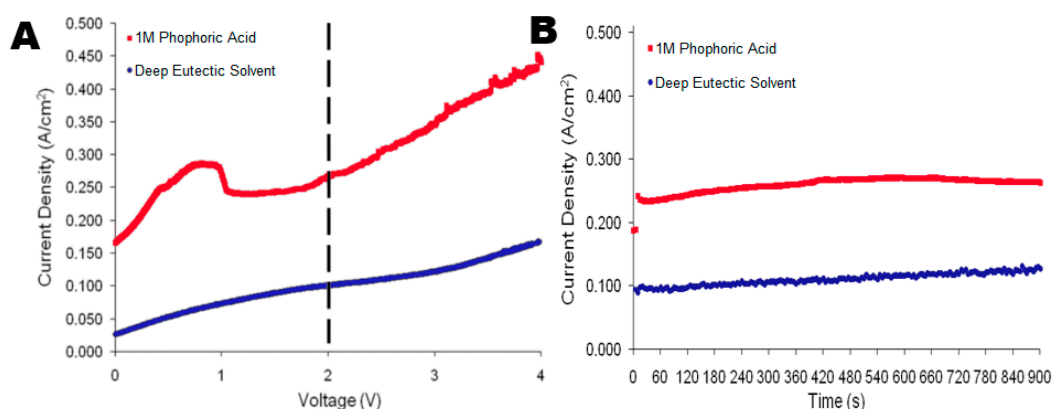 A
1M Phophoric Acid
Deep Eutectic Solvent
Current Density (A/cm²)
0.500
0.450
0.400
0.350
0.300
0.250
0.200
0.150
0.100
0.050
0.000
0 1 2 3 4
Voltage (V)
B
1M Phophoric Acid
Deep Eutectic Solvent
Current Density (A/cm²)
0.500
0.400
0.300
0.200
0.100
0.000
0 60 120 180 240 300 360 420 480 540 600 660 720 780 840 900
Time (s)